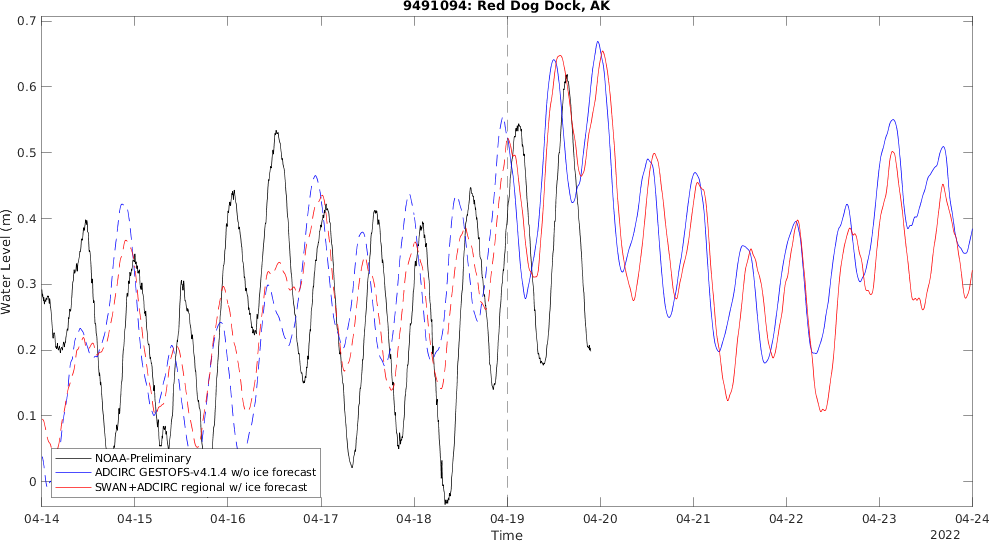 9491094: Red Dog Dock, AK
Water Level (m)
0.7
0.6
0.5
0.4
0.3
0.2
0.1
0
NOAA-Preliminary
ADCIRC GESTOFS-v4.1.4 w/o ice forecast
SWAN+ADCIRC regional w/ ice forecast
04-14 04-15 04-16 04-17 04-18 04-19 04-20 04-21 04-22 04-23 04-24
Time
2022